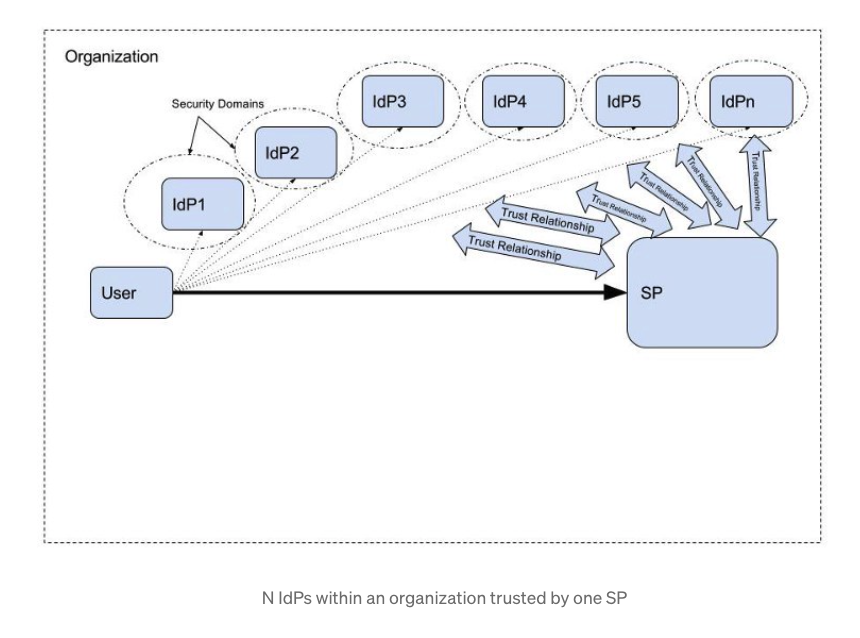 Organization
Security Domains
IdP1
IdP2
IdP3
IdP4
IdP5
IdPn
Trust Relationship
Trust Relationship
Trust Relationship
Trust Relationship
Trust Relationship
Trust Relationship
User
SP
N IdPs within an organization trusted by one SP